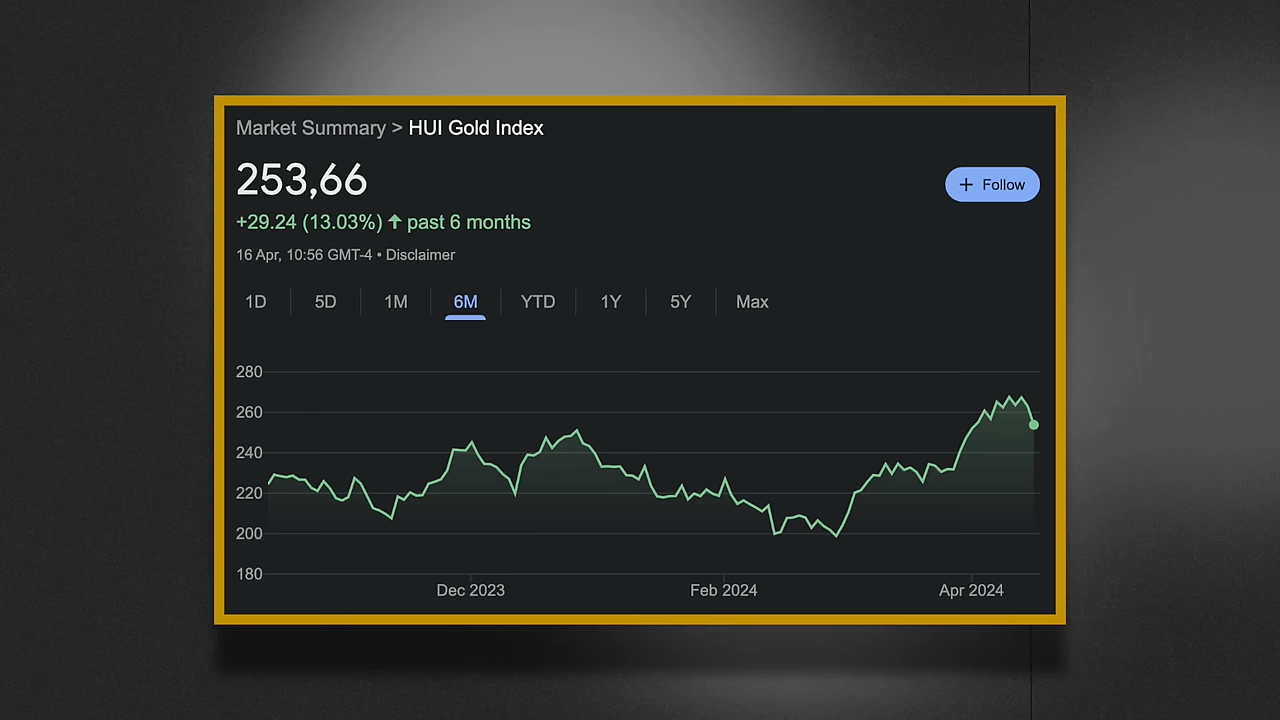 Market Summary > HUI Gold Index
253,66
+ Follow
+29.24 (13.03%) ↑ past 6 months
16 Apr, 10:56 GMT-4 • Disclaimer
1D 5D 1M 6M YTD 1Y 5Y Max
280
260
240
220
200
180
Dec 2023 Feb 2024 Apr 2024